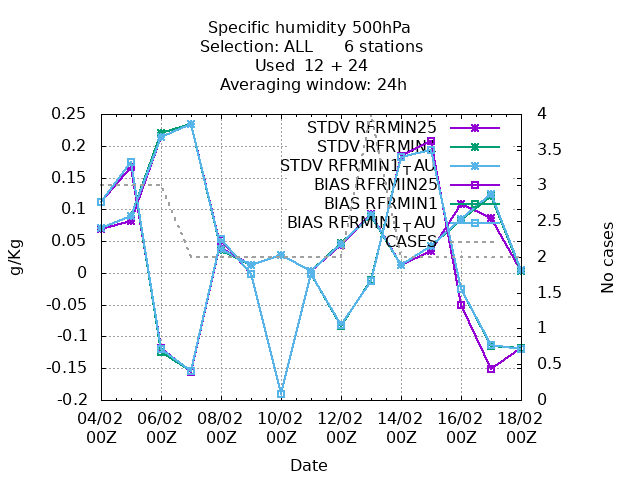 Specific humidity 500hPa
Selection: ALL 6 stations
Used 12 + 24
Averaging window: 24h
0.25
0.2
0.15
0.1
0.05
0
-0.05
-0.1
-0.15
-0.2
g/Kg
STDV RFRMIN25
STDV RFRMIN1
STDV RFRMIN1_AU
BIAS RFRMIN25
BIAS RFRMIN1
BIAS RFRMIN1_AU
CASES
4
3.5
3
2.5
2
1.5
1
0.5
0
No cases
04/02 06/02 08/02 10/02 12/02 14/02 16/02 18/02
00Z 00Z 00Z 00Z 00Z 00Z 00Z 00Z
Date